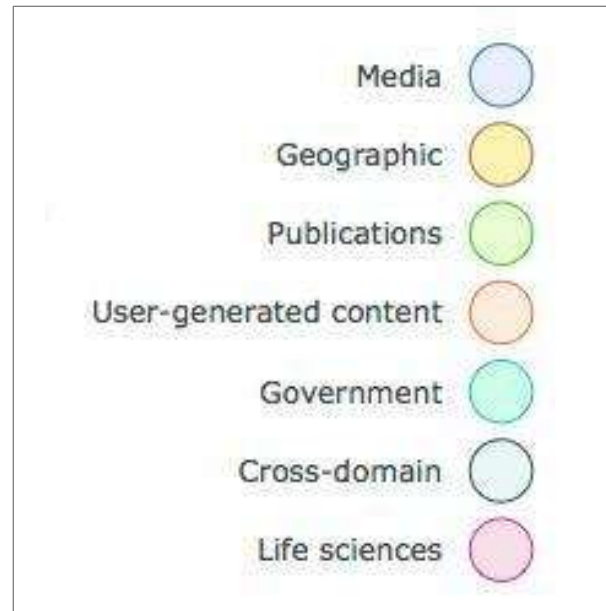 Media
Geographic
Publications
User-generated content
Government
Cross-domain
Life sciences